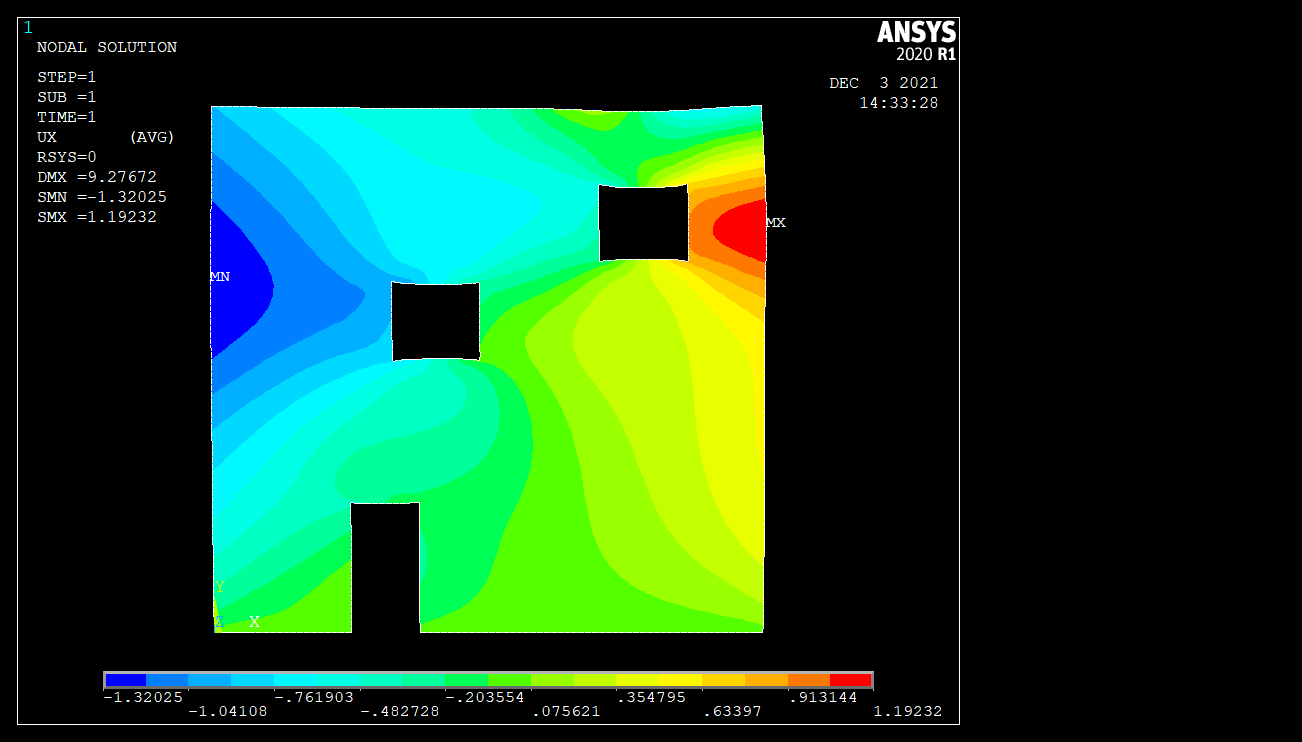 1
ANSYS
2020 R1
NODAL SOLUTION
STEP=1
SUB =1
TIME=1
UX (AVG)
RSYS=0
DMX =9.27672
SMN =-1.32025
SMX =1.19232
DEC 3 2021
14:33:28
MX
MN
Y
Z X
-1.32025 -.761903 -.203554 .354795 .913144
-1.04108 -.482728 .075621 .63397 1.19232